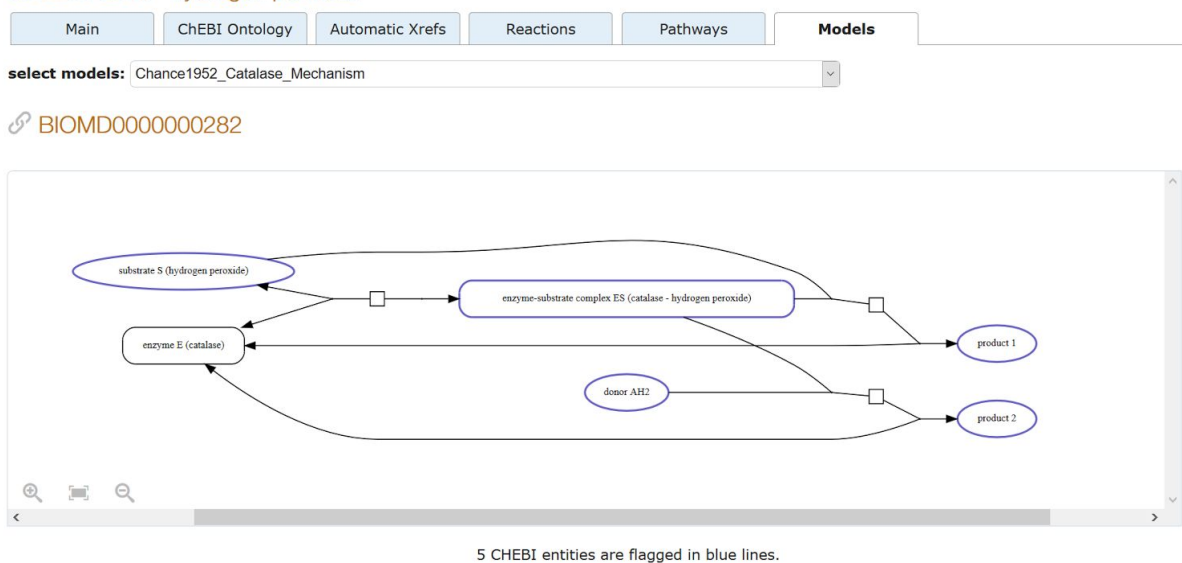 Main
ChEBI Ontology
Automatic Xrefs
Reactions
Pathways
Models
select models: Chance1952_Catalase_Mechanism
BIOMD0000000282
substrate S (hydrogen peroxide)
enzyme-substrate complex ES (catalase - hydrogen peroxide)
enzyme E (catalase)
product 1
donor AH2
product 2
5 CHEBI entities are flagged in blue lines.